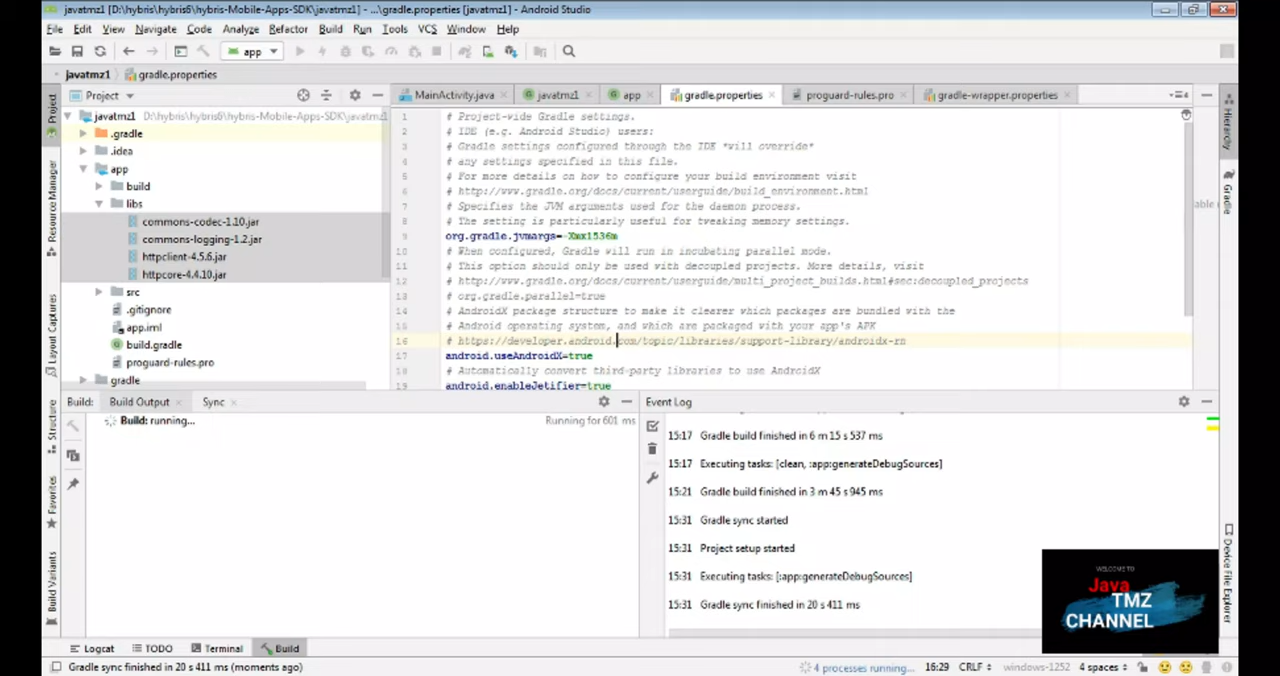 javatmz1 [D:\hybris\hybris6\hybris-Mobile-Apps-SDK\javatmz1] - ...\gradle.properties [javatmz1] - Android Studio
File Edit View Navigate Code Analyze Refactor Build Run Tools VCS Window Help
app
javatmz1 gradle.properties
Project
MainActivity.java javatmz1 app gradle.properties proguard-rules.pro gradle-wrapper.properties
Project
Resource Manager
Layout Captures
Structure
Favorites
Build Variants
javatmz1 D:\hybris\hybris6\hybris-Mobile-Apps-SDK\javatmz1
.gradle
.idea
app
build
libs
commons-codec-1.10.jar
commons-logging-1.2.jar
httpclient-4.5.6.jar
httpcore-4.4.10.jar
src
.gitignore
app.iml
build.gradle
proguard-rules.pro
gradle
1 # Project-wide Gradle settings.
2 # IDE (e.g. Android Studio) users:
3 # Gradle settings configured through the IDE *will override*
4 # any settings specified in this file.
5 # For more details on how to configure your build environment visit
6 # http://www.gradle.org/docs/current/userguide/build_environment.html
7 # Specifies the JVM arguments used for the daemon process.
8 # The setting is particularly useful for tweaking memory settings.
9 org.gradle.jvmargs=-Xmx1536m
10 # When configured, Gradle will run in incubating parallel mode.
11 # This option should only be used with decoupled projects. More details, visit
12 # http://www.gradle.org/docs/current/userguide/multi_project_builds.html#sec:decoupled_projects
13 # org.gradle.parallel=true
14 # AndroidX package structure to make it clearer which packages are bundled with the
15 # Android operating system, and which are packaged with your app's APK
16 # https://developer.android.com/topic/libraries/support-library/androidx-rn
17 android.useAndroidX=true
18 # Automatically convert third-party libraries to use AndroidX
19 android.enableJetifier=true
Hierarchy
Gradle
Device File Explorer
Build: Build Output Sync
Build: running... Running for 601 ms
Event Log
15:17 Gradle build finished in 6 m 15 s 537 ms
15:17 Executing tasks: [clean, :app:generateDebugSources]
15:21 Gradle build finished in 3 m 45 s 945 ms
15:31 Gradle sync started
15:31 Project setup started
15:31 Executing tasks: [:app:generateDebugSources]
15:31 Gradle sync finished in 20 s 411 ms
WELCOME TO
Java
TMZ
CHANNEL
Logcat TODO Terminal Build
Gradle sync finished in 20 s 411 ms (moments ago) 4 processes running... 16:29 CRLF windows-1252 4 spaces